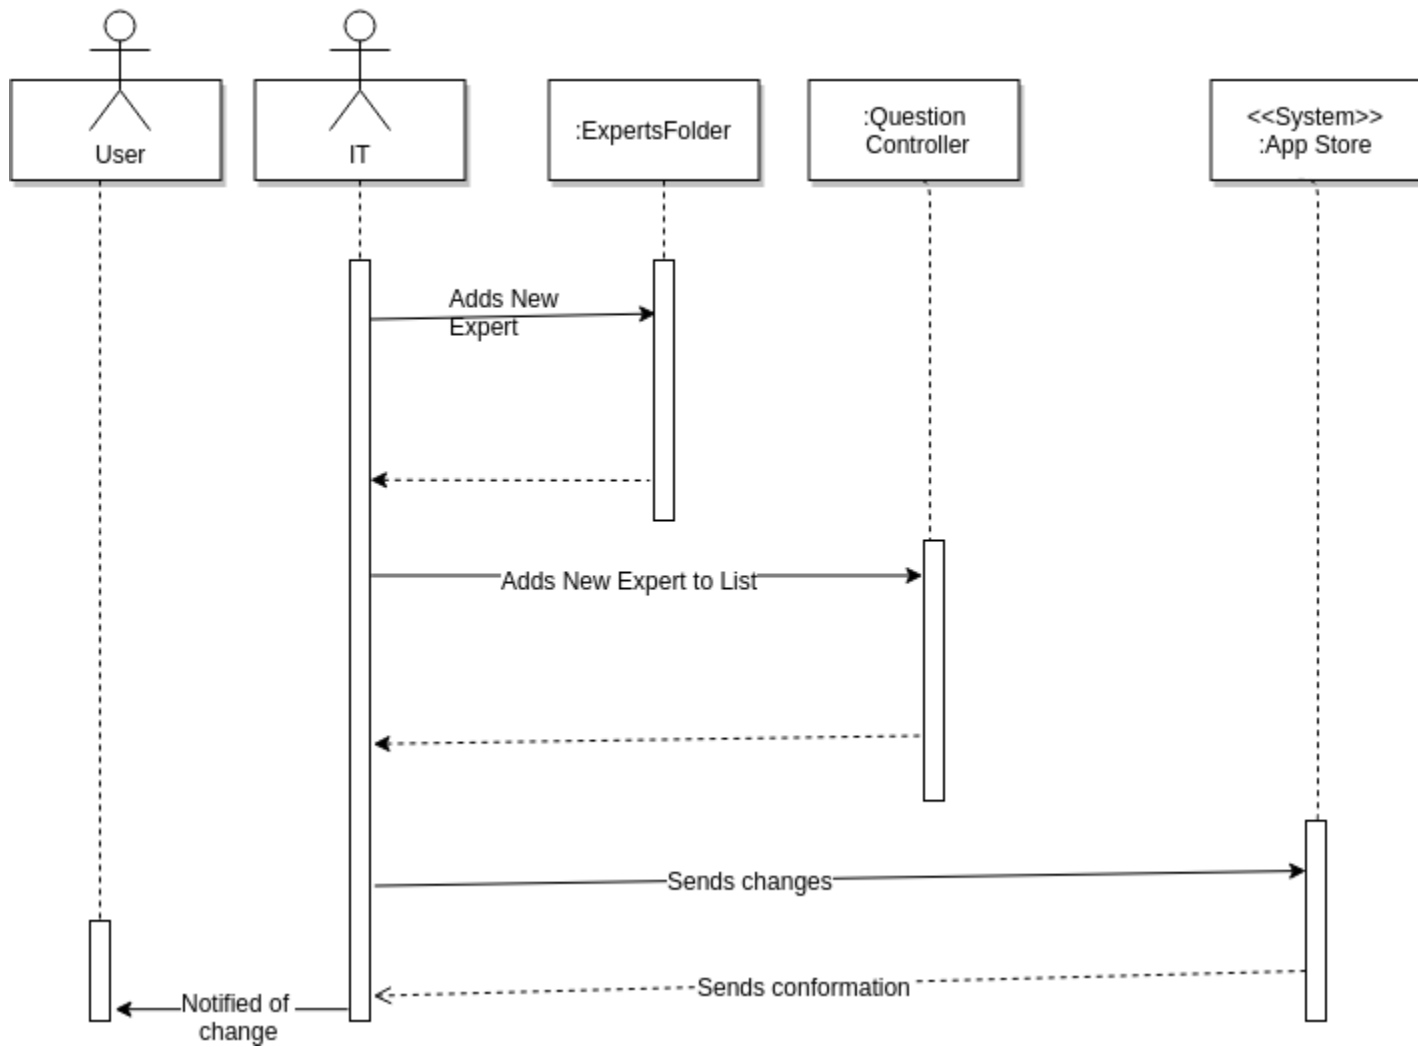 User
IT
:ExpertsFolder
:Question
Controller
<<System>>
:App Store
Adds New
Expert
Adds New Expert to List
Sends changes
Sends conformation
Notified of
change